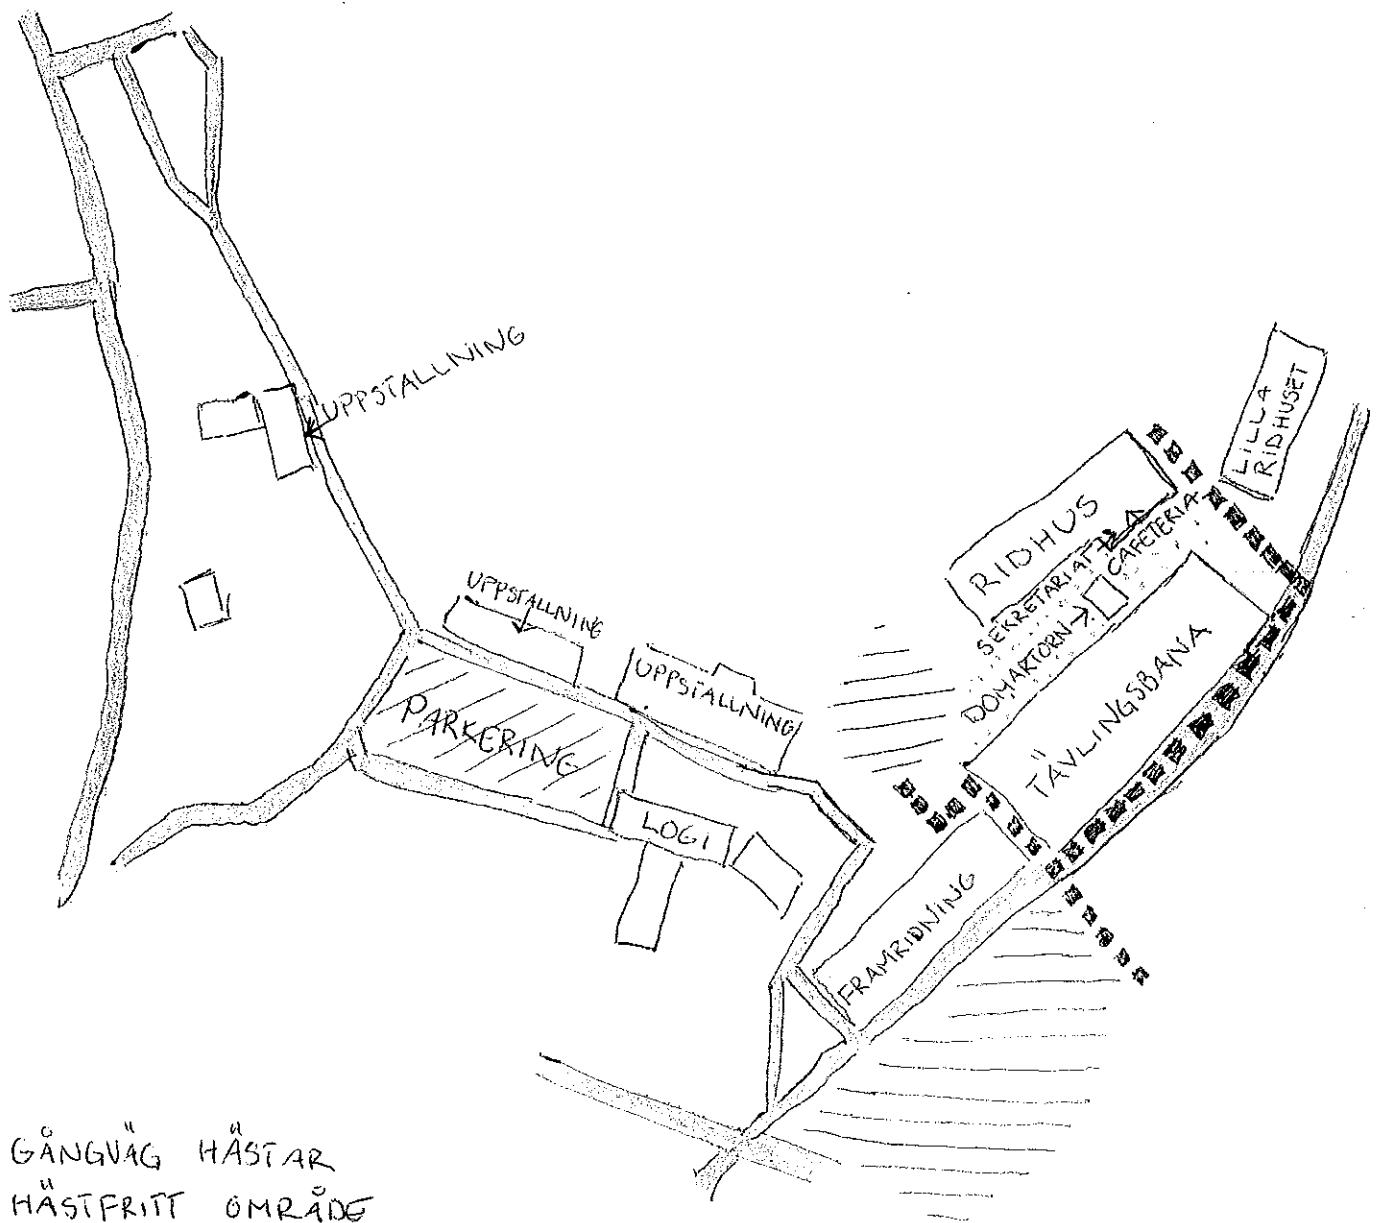 UPPSTALLNING
LILLA
RIDHUSET
RIDHUS
SEKRETARIAT
CAFETERIA
DOMARTORN
TÄVLINGSBANA
UPPSTALLNING
UPPSTALLNING
PARKERING
LOGI
FRAMRIDNING
GÅNGVÄG HÄSTAR
HÄSTFRITT OMRÅDE